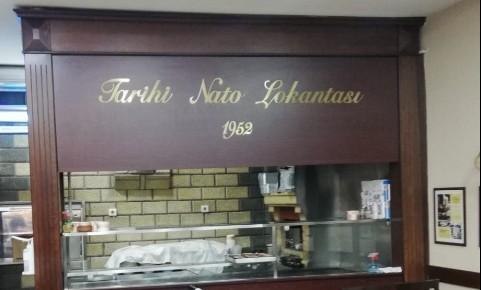 Tarihi Nato Lokantası
1952